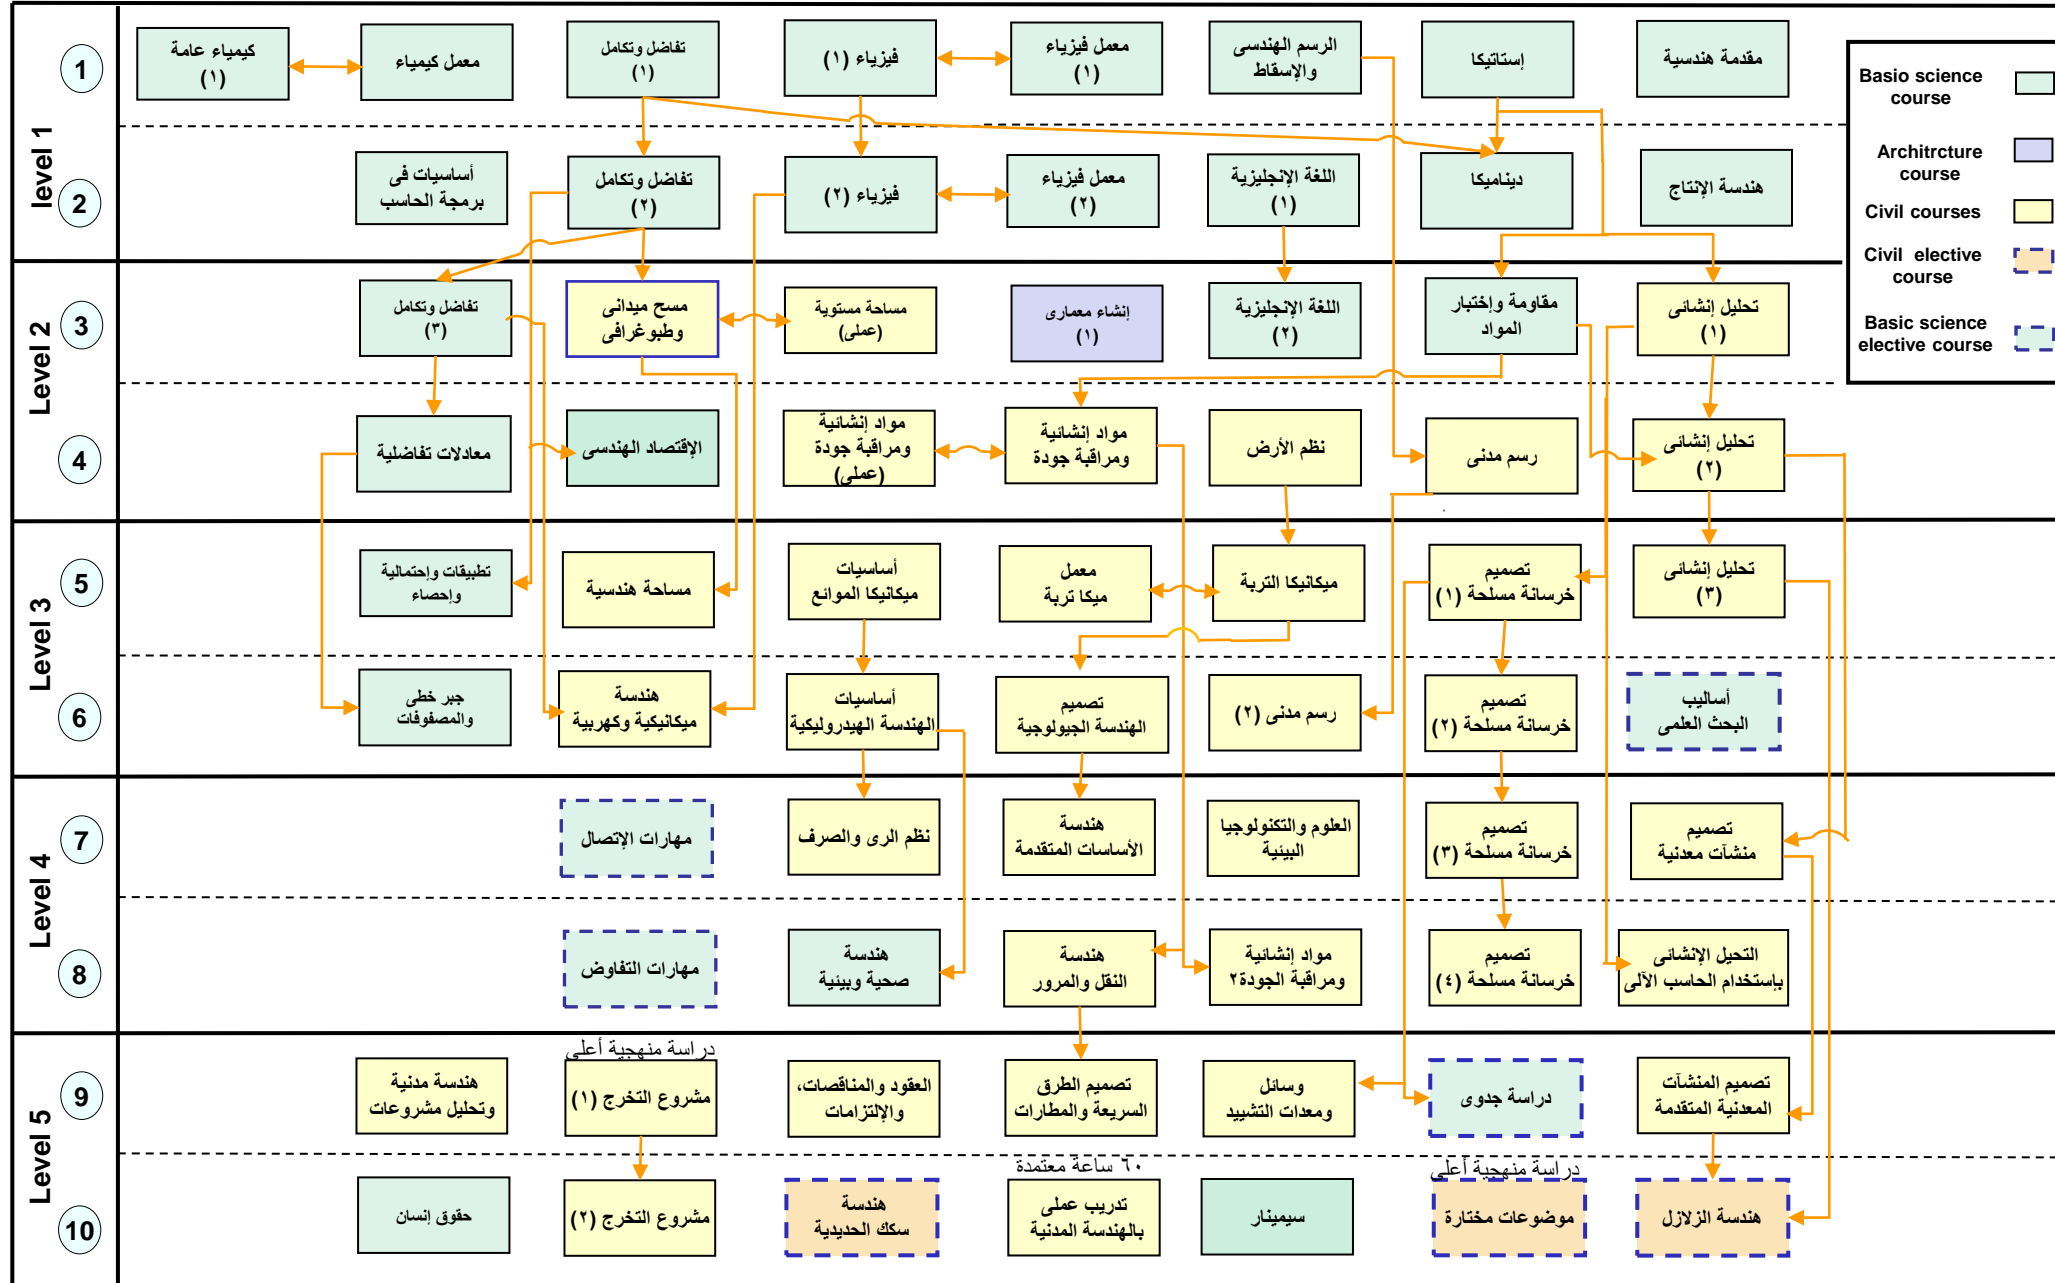 level 1
1
كيمياء عامة
(١)
معمل كيمياء
تفاضل وتكامل
(١)
فيزياء (١)
معمل فيزياء
(١)
الرسم الهندسى
والإسقاط
إستاتيكا
مقدمة هندسية
2
أساسيات فى
برمجة الحاسب
تفاضل وتكامل
(٢)
فيزياء (٢)
معمل فيزياء
(٢)
اللغة الإنجليزية
(١)
ديناميكا
هندسة الإنتاج
Basio science
course
Architrcture
course
Civil courses
Civil elective
course
Basic science
elective course
Level 2
3
تفاضل وتكامل
(٣)
مسح ميدانى
وطبوغرافى
مساحة مستوية
(عملى)
إنشاء معمارى
(١)
اللغة الإنجليزية
(٢)
مقاومة وإختبار
المواد
تحليل إنشائى
(١)
4
معادلات تفاضلية
الإقتصاد الهندسى
مواد إنشائية
ومراقبة جودة
(عملى)
مواد إنشائية
ومراقبة جودة
نظم الأرض
رسم مدنى
تحليل إنشائى
(٢)
Level 3
5
تطبيقات وإحتمالية
وإحصاء
مساحة هندسية
أساسيات
ميكانيكا الموائع
معمل
ميكا تربة
ميكانيكا التربة
تصميم
خرسانة مسلحة (١)
تحليل إنشائى
(٣)
6
جبر خطى
والمصفوفات
هندسة
ميكانيكية وكهربية
أساسيات
الهندسة الهيدروليكية
تصميم
الهندسة الجيولوجية
رسم مدنى (٢)
تصميم
خرسانة مسلحة (٢)
أساليب
البحث العلمى
Level 4
7
مهارات الإتصال
نظم الرى والصرف
هندسة
الأساسات المتقدمة
العلوم والتكنولوجيا
البيئية
تصميم
خرسانة مسلحة (٣)
تصميم
منشآت معدنية
8
مهارات التفاوض
هندسة
صحية وبيئية
هندسة
النقل والمرور
مواد إنشائية
ومراقبة الجودة٢
تصميم
خرسانة مسلحة (٤)
التحيل الإنشائى
بإستخدام الحاسب الآلى
Level 5
9
هندسة مدنية
وتحليل مشروعات
دراسة منهجية أعلى
مشروع التخرج (١)
العقود والمناقصات،
والإلتزامات
تصميم الطرق
السريعة والمطارات
وسائل
ومعدات التشييد
دراسة جدوى
تصميم المنشآت
المعدنية المتقدمة
10
حقوق إنسان
مشروع التخرج (٢)
هندسة
سكك الحديدية
٦٠ ساعة معتمدة
تدريب عملى
بالهندسة المدنية
سيمينار
دراسة منهجية أعلى
موضوعات مختارة
هندسة الزلازل